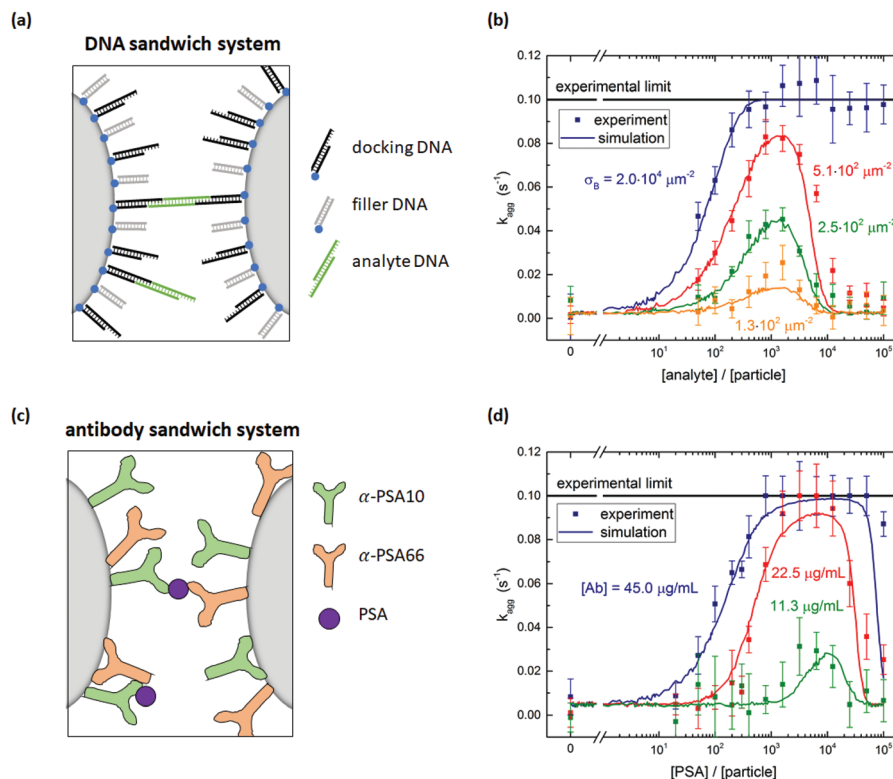 (a)
DNA sandwich system
docking DNA
filler DNA
analyte DNA
(b)
0.12
0.10
0.08
0.06
0.04
0.02
0.00
k_agg (s⁻¹)
experimental limit
experiment
simulation
σ_B = 2.0·10⁴ μm⁻²
5.1·10² μm⁻²
2.5·10² μm⁻²
1.3·10² μm⁻²
0 10¹ 10² 10³ 10⁴ 10⁵
[analyte] / [particle]
(c)
antibody sandwich system
α-PSA10
α-PSA66
PSA
(d)
0.12
0.10
0.08
0.06
0.04
0.02
0.00
k_agg (s⁻¹)
experimental limit
experiment
simulation
[Ab] = 45.0 μg/mL
22.5 μg/mL
11.3 μg/mL
0 10¹ 10² 10³ 10⁴ 10⁵
[PSA] / [particle]